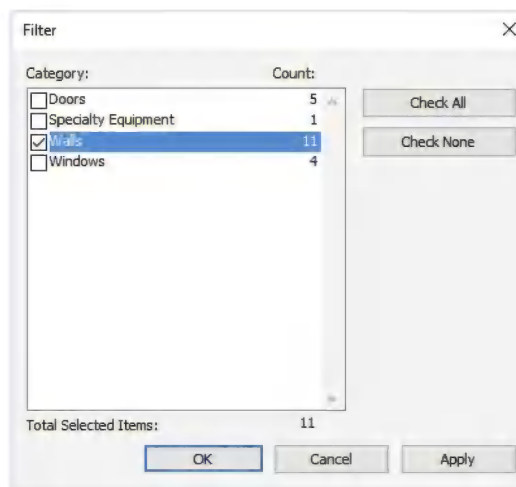 Filter
Category: Count:
Doors 5
Specialty Equipment 1
Walls 11
Windows 4
Check All
Check None
Total Selected Items: 11
OK Cancel Apply